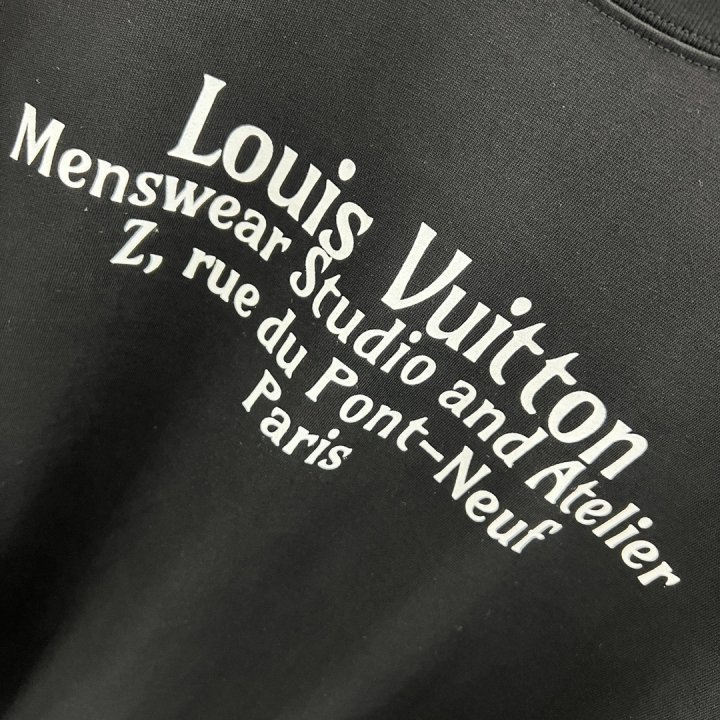 Louis Vuitton
Menswear Studio and Atelier
Z, rue du Pont-Neuf
Paris